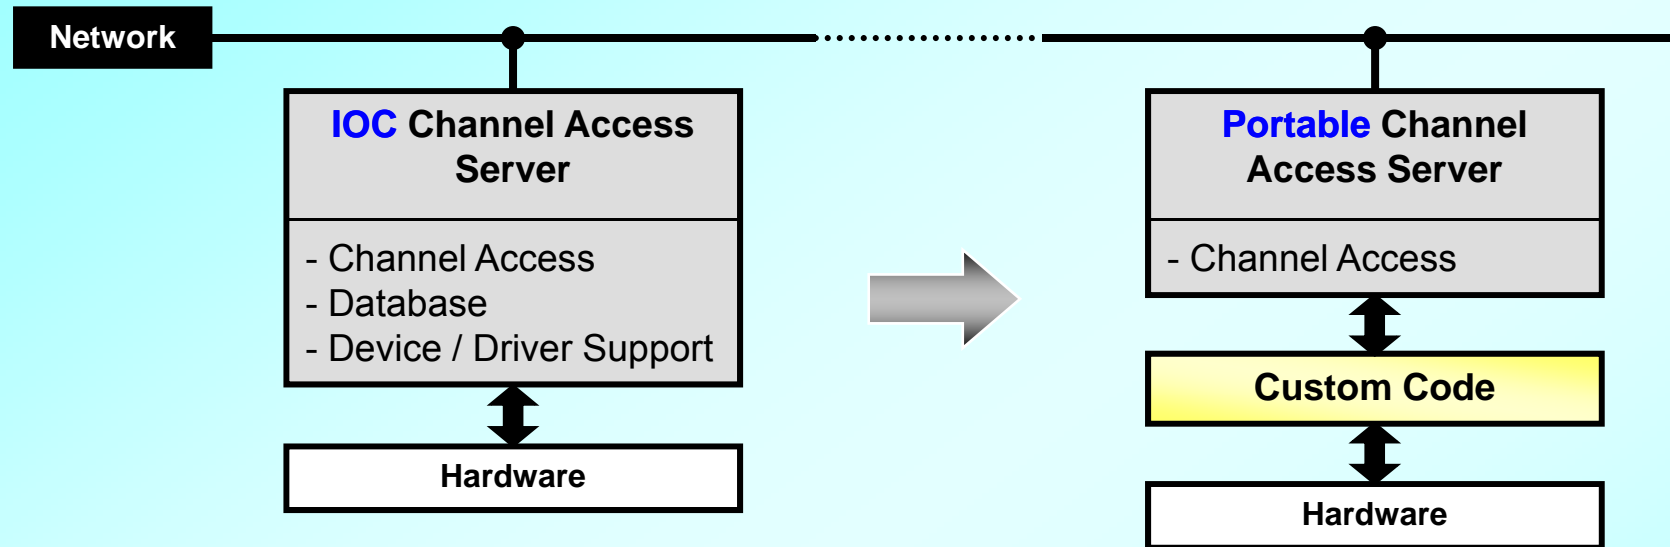 Network
IOC Channel Access
Server
- Channel Access
- Database
- Device / Driver Support
Hardware
Portable Channel
Access Server
- Channel Access
Custom Code
Hardware